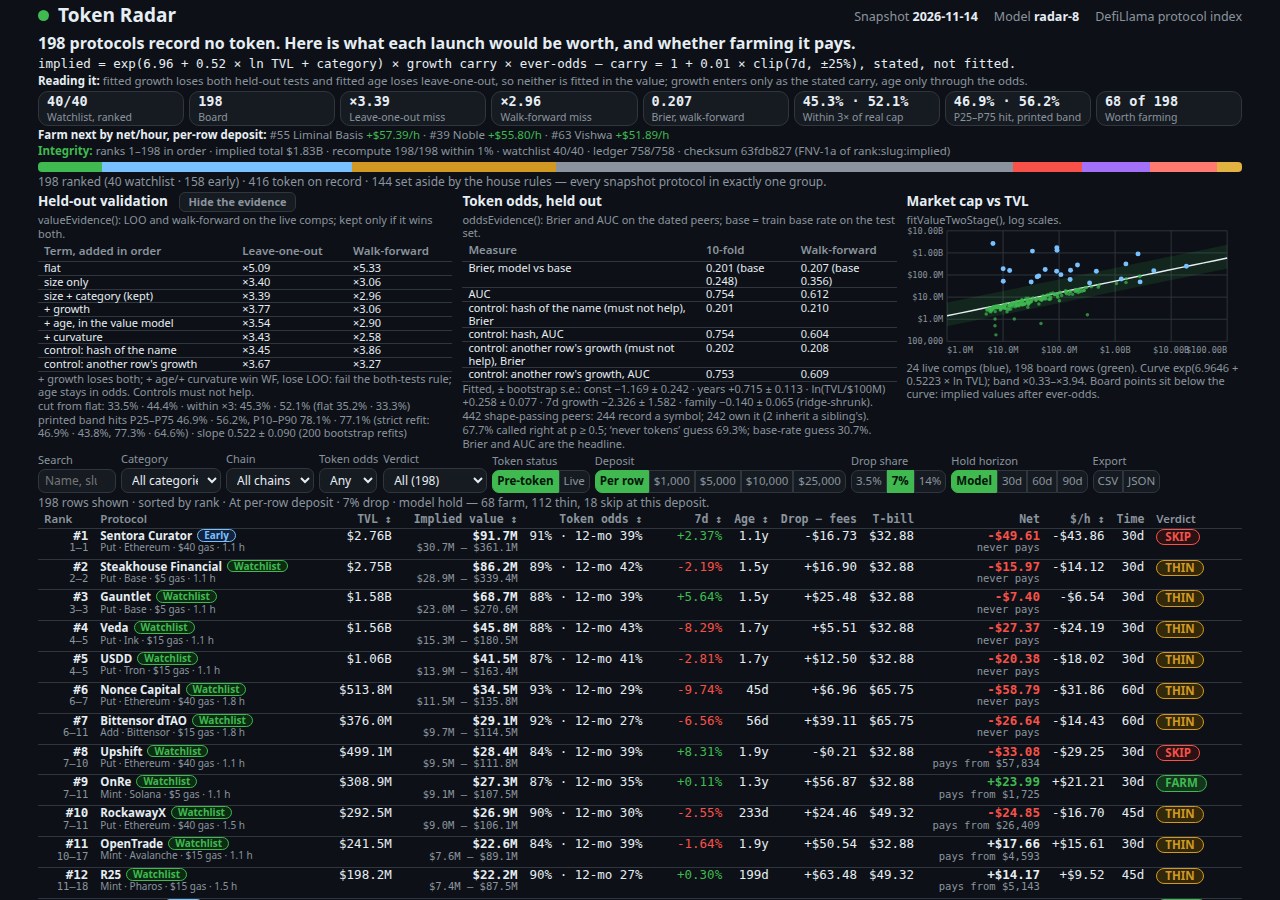 Token Radar
Snapshot 2026-11-14 Model radar-8 DefiLlama protocol index
198 protocols record no token. Here is what each launch would be worth, and whether farming it pays.
implied = exp(6.96 + 0.52 × ln TVL + category) × growth carry × ever-odds — carry = 1 + 0.01 × clip(7d, ±25%), stated, not fitted.
Reading it: fitted growth loses both held-out tests and fitted age loses leave-one-out, so neither is fitted in the value; growth enters only as the stated carry, age only through the odds.
40/40 198 ×3.39 ×2.96 0.207 45.3% · 52.1% 46.9% · 56.2% 68 of 198
Watchlist, ranked Board Leave-one-out miss Walk-forward miss Brier, walk-forward Within 3× of real cap P25–P75 hit, printed band Worth farming
Farm next by net/hour, per-row deposit: #55 Liminal Basis +$57.39/h · #39 Noble +$55.80/h · #63 Vishwa +$51.89/h
Integrity: ranks 1–198 in order · implied total $1.83B · recompute 198/198 within 1% · watchlist 40/40 · ledger 758/758 · checksum 63fdb827 (FNV-1a of rank:slug:implied)
198 ranked (40 watchlist · 158 early) · 416 token on record · 144 set aside by the house rules — every snapshot protocol in exactly one group.
Held-out validation Hide the evidence
valueEvidence(): LOO and walk-forward on the live comps; kept only if it wins
both.
Term, added in order Leave-one-out Walk-forward
flat ×5.09 ×5.33
size only ×3.40 ×3.06
size + category (kept) ×3.39 ×2.96
+ growth ×3.77 ×3.06
+ age, in the value model ×3.54 ×2.90
+ curvature ×3.43 ×2.58
control: hash of the name ×3.45 ×3.86
control: another row's growth ×3.67 ×3.27
+ growth loses both; + age/+ curvature win WF, lose LOO: fail the both-tests rule;
age stays in odds. Controls must not help.
cut from flat: 33.5% · 44.4% · within ×3: 45.3% · 52.1% (flat 35.2% · 33.3%)
printed band hits P25–P75 46.9% · 56.2%, P10–P90 78.1% · 77.1% (strict refit:
46.9% · 43.8%, 77.3% · 64.6%) · slope 0.522 ± 0.090 (200 bootstrap refits)
Token odds, held out
oddsEvidence(): Brier and AUC on the dated peers; base = train base rate on the test
set.
Measure 10-fold Walk-forward
Brier, model vs base 0.201 (base 0.207 (base
0.248) 0.356)
AUC 0.754 0.612
control: hash of the name (must not help), 0.201 0.210
Brier
control: hash, AUC 0.754 0.604
control: another row's growth (must not 0.202 0.208
help), Brier
control: another row's growth, AUC 0.753 0.609
Fitted, ± bootstrap s.e.: const −1.169 ± 0.242 · years +0.715 ± 0.113 · ln(TVL/$100M)
+0.258 ± 0.077 · 7d growth −2.326 ± 1.582 · family −0.140 ± 0.065 (ridge-shrunk).
442 shape-passing peers: 244 record a symbol; 242 own it (2 inherit a sibling's).
67.7% called right at p ≥ 0.5; ‘never tokens’ guess 69.3%; base-rate guess 30.7%.
Brier and AUC are the headline.
Market cap vs TVL
fitValueTwoStage(), log scales.
$10.00B
$1.00B
$100.0M
$10.0M
$1.0M
100,000
$1.0M $10.0M $100.0M $1.00B $10.00B $100.00B
24 live comps (blue), 198 board rows (green). Curve exp(6.9646 +
0.5223 × ln TVL); band ×0.33–×3.94. Board points sit below the
curve: implied values after ever-odds.
Search Category Chain Token odds Verdict Token status Deposit Drop share Hold horizon Export
Name, slu All categorie All chains Any All (198) Pre-token Live Per row $1,000 $5,000 $10,000 $25,000 3.5% 7% 14% Model 30d 60d 90d CSV JSON
198 rows shown · sorted by rank · At per-row deposit · 7% drop · model hold — 68 farm, 112 thin, 18 skip at this deposit.
Rank Protocol TVL ↕ Implied value ↕ Token odds ↕ 7d ↕ Age ↕ Drop − fees T-bill Net $/h ↕ Time Verdict
#1 Sentora Curator Early $2.76B $91.7M 91% · 12-mo 39% +2.37% 1.1y -$16.73 $32.88 -$49.61 -$43.86 30d SKIP
1–1 Put · Ethereum · $40 gas · 1.1 h $30.7M — $361.1M never pays
#2 Steakhouse Financial Watchlist $2.75B $86.2M 89% · 12-mo 42% -2.19% 1.5y +$16.90 $32.88 -$15.97 -$14.12 30d THIN
2–2 Put · Base · $5 gas · 1.1 h $28.9M — $339.4M never pays
#3 Gauntlet Watchlist $1.58B $68.7M 88% · 12-mo 39% +5.64% 1.5y +$25.48 $32.88 -$7.40 -$6.54 30d THIN
3–3 Put · Base · $5 gas · 1.1 h $23.0M — $270.6M never pays
#4 Veda Watchlist $1.56B $45.8M 88% · 12-mo 43% -8.29% 1.7y +$5.51 $32.88 -$27.37 -$24.19 30d THIN
4–5 Put · Ink · $15 gas · 1.1 h $15.3M — $180.5M never pays
#5 USDD Watchlist $1.06B $41.5M 87% · 12-mo 41% -2.81% 1.7y +$12.50 $32.88 -$20.38 -$18.02 30d THIN
4–5 Put · Tron · $15 gas · 1.1 h $13.9M — $163.4M never pays
#6 Nonce Capital Watchlist $513.8M $34.5M 93% · 12-mo 29% -9.74% 45d +$6.96 $65.75 -$58.79 -$31.86 60d THIN
6–7 Put · Ethereum · $40 gas · 1.8 h $11.5M — $135.8M never pays
#7 Bittensor dTAO Watchlist $376.0M $29.1M 92% · 12-mo 27% -6.56% 56d +$39.11 $65.75 -$26.64 -$14.43 60d THIN
6–11 Add · Bittensor · $15 gas · 1.8 h $9.7M — $114.5M never pays
#8 Upshift Watchlist $499.1M $28.4M 84% · 12-mo 39% +8.31% 1.9y -$0.21 $32.88 -$33.08 -$29.25 30d SKIP
7–10 Put · Ethereum · $40 gas · 1.1 h $9.5M — $111.8M pays from $57,834
#9 OnRe Watchlist $308.9M $27.3M 87% · 12-mo 35% +0.11% 1.3y +$56.87 $32.88 +$23.99 +$21.21 30d FARM
7–11 Mint · Solana · $5 gas · 1.1 h $9.1M — $107.5M pays from $1,725
#10 RockawayX Watchlist $292.5M $26.9M 90% · 12-mo 30% -2.55% 233d +$24.46 $49.32 -$24.85 -$16.70 45d THIN
7–11 Put · Ethereum · $40 gas · 1.5 h $9.0M — $106.1M pays from $26,409
#11 OpenTrade Watchlist $241.5M $22.6M 84% · 12-mo 39% -1.64% 1.9y +$50.54 $32.88 +$17.66 +$15.61 30d THIN
10–17 Mint · Avalanche · $15 gas · 1.1 h $7.6M — $89.1M pays from $4,593
#12 R25 Watchlist $198.2M $22.2M 90% · 12-mo 27% +0.30% 199d +$63.48 $49.32 +$14.17 +$9.52 45d THIN
11–18 Mint · Pharos · $15 gas · 1.5 h $7.4M — $87.5M pays from $5,143